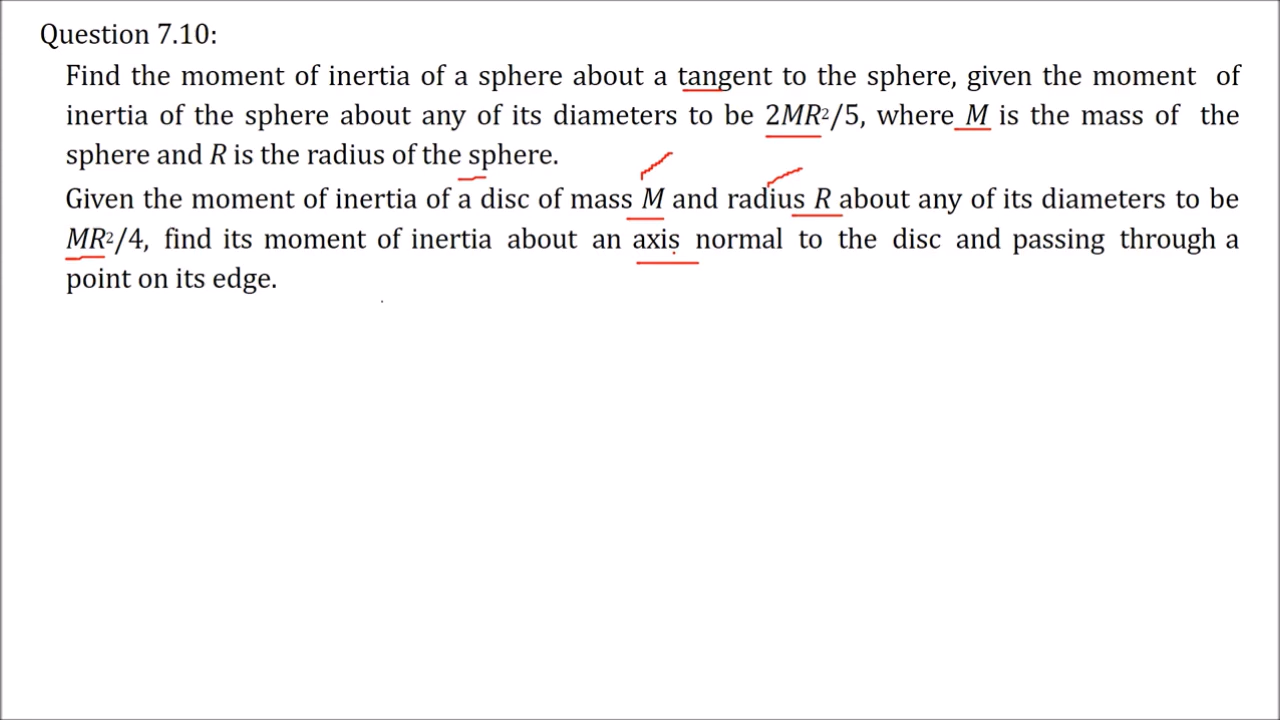 Question 7.10:
Find the moment of inertia of a sphere about a tangent to the sphere, given the moment of
inertia of the sphere about any of its diameters to be 2MR²/5, where M is the mass of the
sphere and R is the radius of the sphere.
Given the moment of inertia of a disc of mass M and radius R about any of its diameters to be
MR²/4, find its moment of inertia about an axis normal to the disc and passing through a
point on its edge.